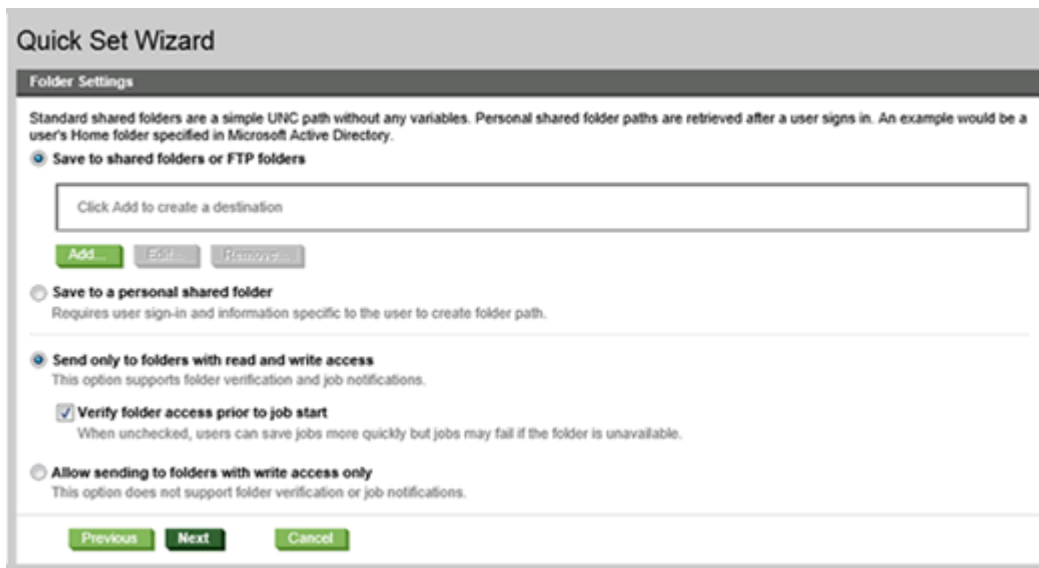 Quick Set Wizard
Folder Settings
Standard shared folders are a simple UNC path without any variables. Personal shared folder paths are retrieved after a user signs in. An example would be a
user's Home folder specified in Microsoft Active Directory.
Save to shared folders or FTP folders
Click Add to create a destination
Add... Edit... Remove...
Save to a personal shared folder
Requires user sign-in and information specific to the user to create folder path.
Send only to folders with read and write access
This option supports folder verification and job notifications.
Verify folder access prior to job start
When unchecked, users can save jobs more quickly but jobs may fail if the folder is unavailable.
Allow sending to folders with write access only
This option does not support folder verification or job notifications.
Previous Next Cancel